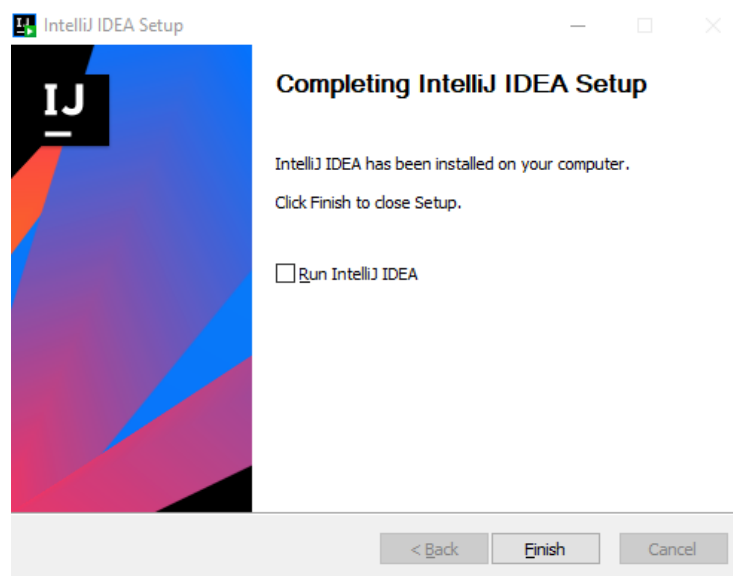 IntelliJ IDEA Setup
IJ
Completing IntelliJ IDEA Setup
IntelliJ IDEA has been installed on your computer.
Click Finish to close Setup.
Run IntelliJ IDEA
< Back
Finish
Cancel